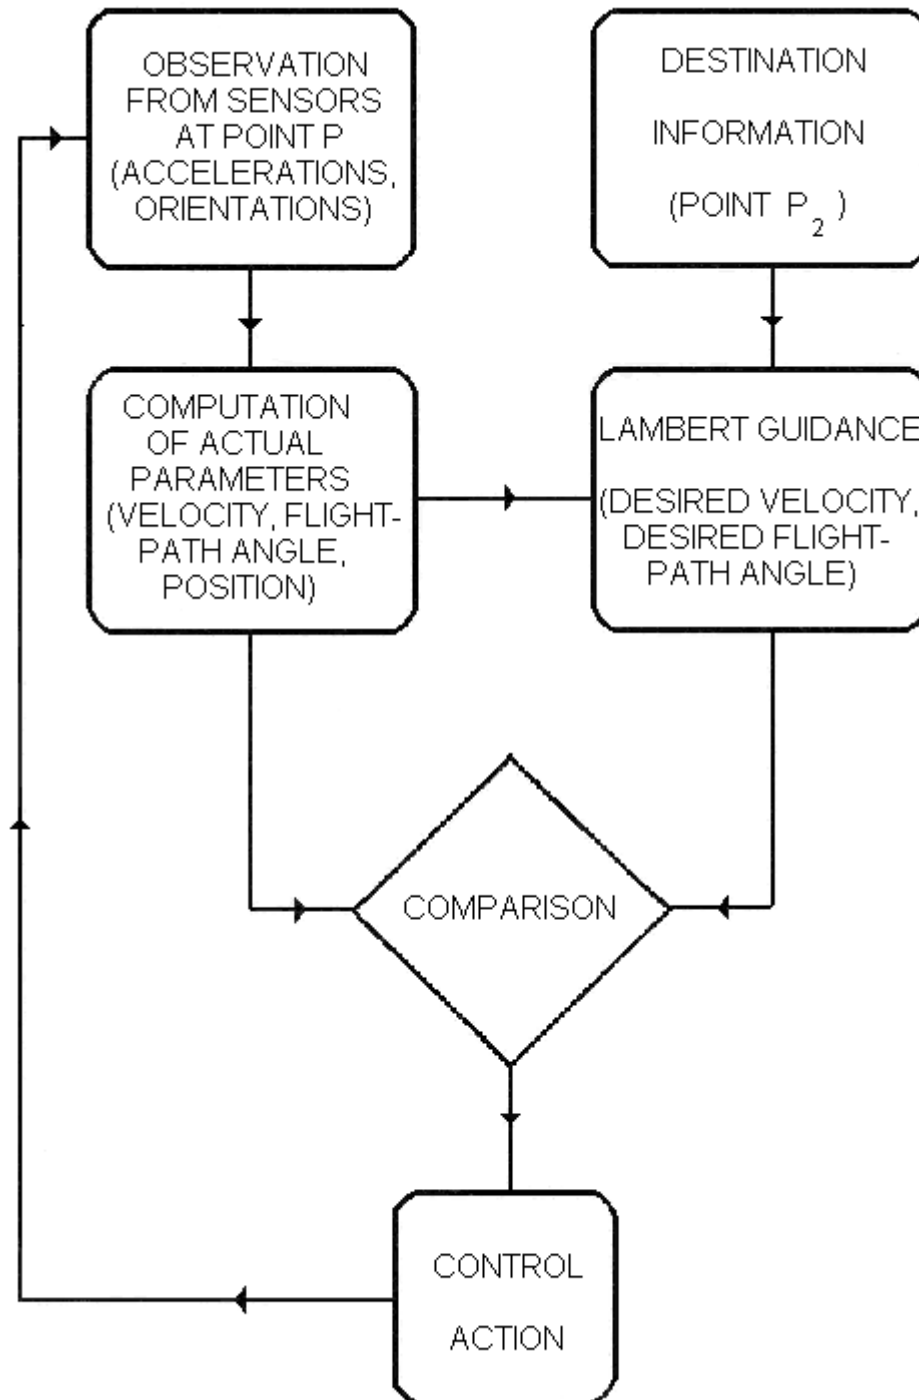 OBSERVATION
FROM SENSORS
AT POINT P
(ACCELERATIONS,
ORIENTATIONS)
DESTINATION
INFORMATION
(POINT P₂)
COMPUTATION
OF ACTUAL
PARAMETERS
(VELOCITY, FLIGHT-
PATH ANGLE,
POSITION)
LAMBERT GUIDANCE
(DESIRED VELOCITY,
DESIRED FLIGHT-
PATH ANGLE)
COMPARISON
CONTROL
ACTION